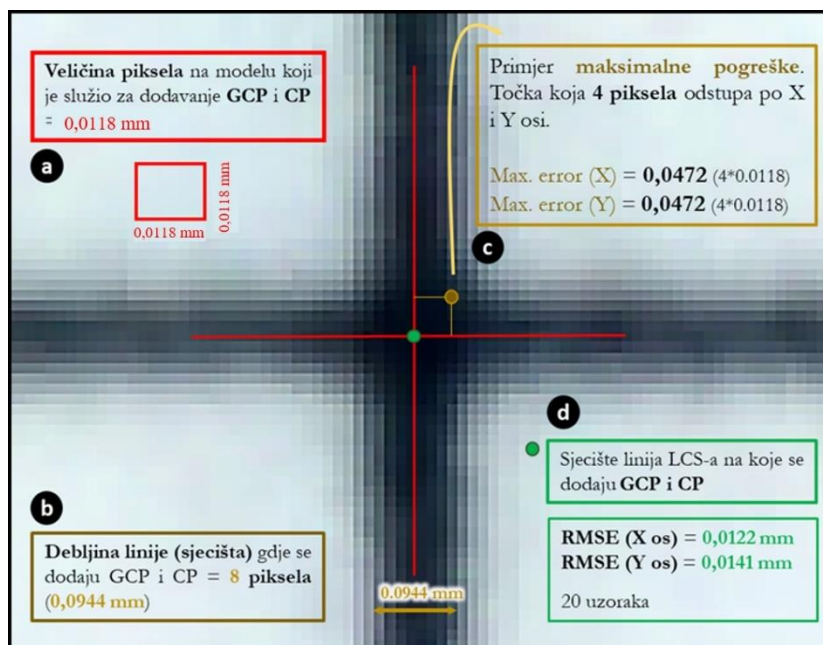 Veličina piksela na modelu koji
je služio za dodavanje GCP i CP
= 0,0118 mm
a
0,0118 mm
0,0118 mm
Primjer maksimalne pogreške.
Točka koja 4 piksela odstupa po X
i Y osi.
Max. error (X) = 0,0472 (4*0.0118)
Max. error (Y) = 0,0472 (4*0.0118)
c
b
Debljina linije (sjecišta) gdje se
dodaju GCP i CP = 8 piksela
(0,0944 mm)
0.0944 mm
d
Sjecište linija LCS-a na koje se
dodaju GCP i CP
RMSE (X os) = 0,0122 mm
RMSE (Y os) = 0,0141 mm
20 uzoraka